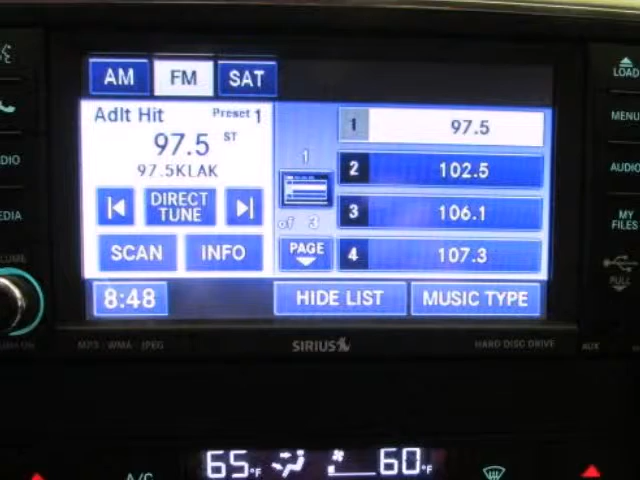 AM FM SAT
LOAD
Adlt Hit Preset 1
97.5 ST
97.5KLAK
DIRECT
TUNE
SCAN INFO
8:48
1
of 3
PAGE
1 97.5
2 102.5
3 106.1
4 107.3
HIDE LIST MUSIC TYPE
MENU
AUDIO
MY
FILES
PULL
MP3 / WMA / JPEG SIRIUS HARD DISC DRIVE AUX
65°F 60°F
A/C